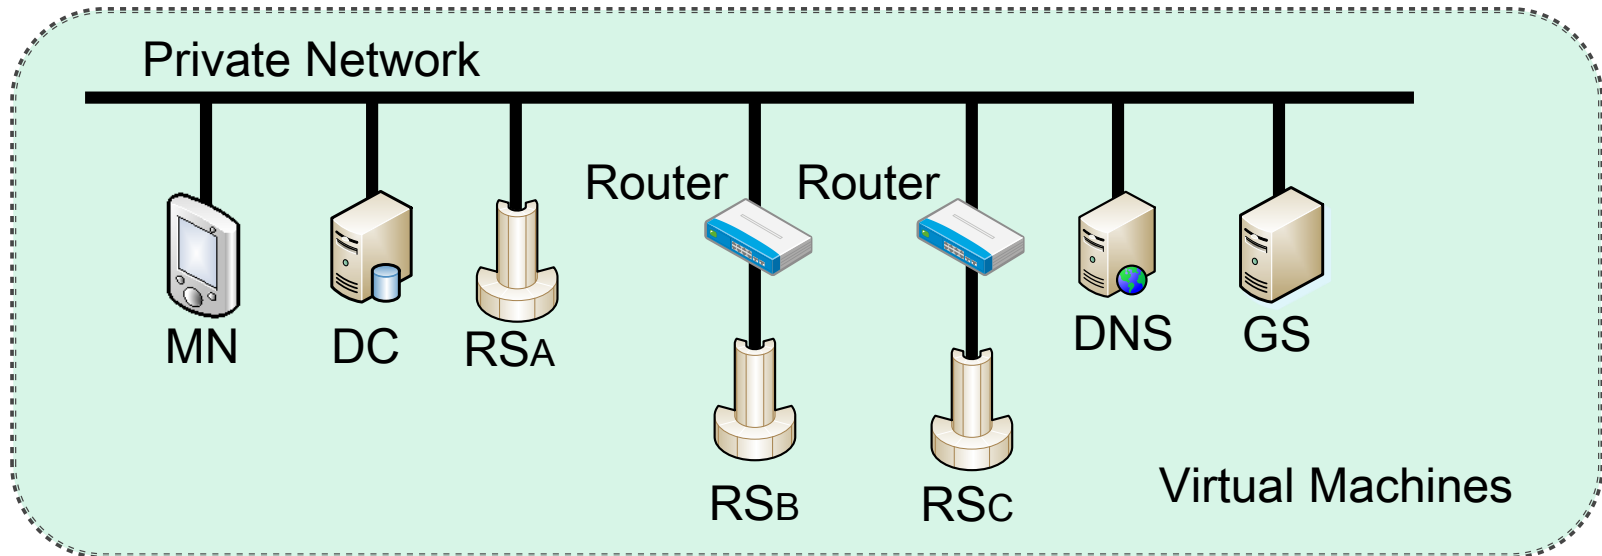 Private Network
Router
Router
MN
DC
RSA
DNS
GS
RSB
RSC
Virtual Machines